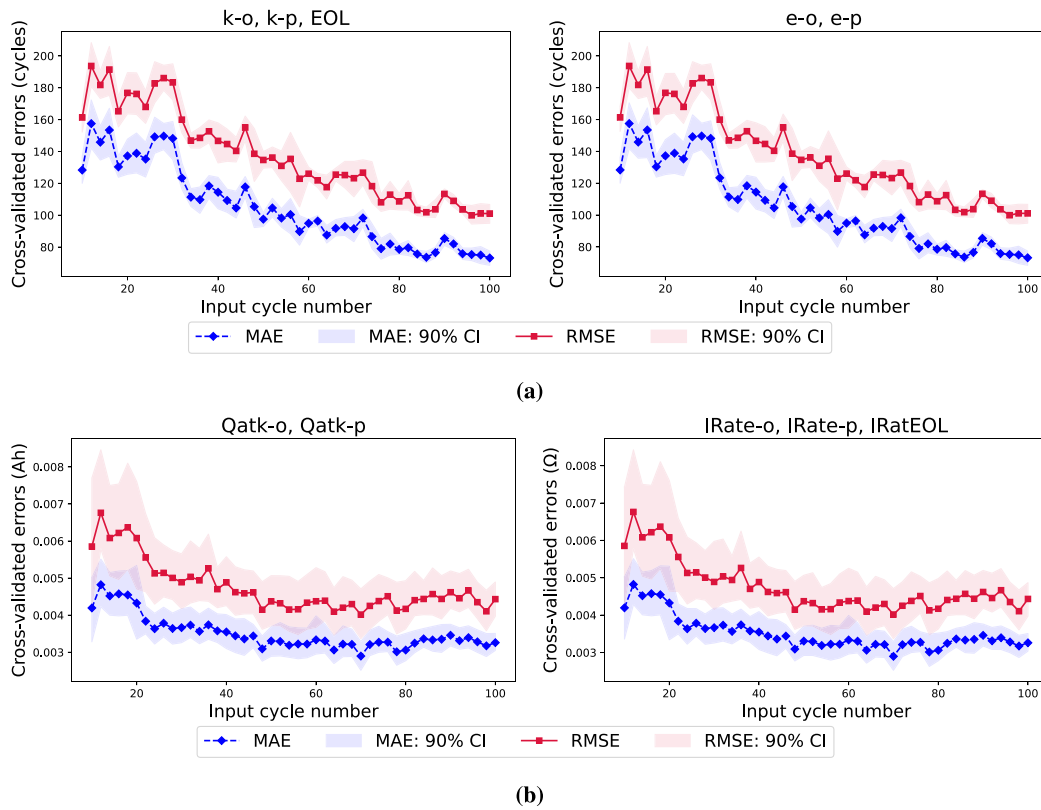 k-o, k-p, EOL
e-o, e-p
Cross-validated errors (cycles)
200
180
160
140
120
100
80
20
40
60
80
100
Input cycle number
Cross-validated errors (cycles)
200
180
160
140
120
100
80
20
40
60
80
100
Input cycle number
MAE
MAE: 90% CI
RMSE
RMSE: 90% CI
(a)
Qatk-o, Qatk-p
IRate-o, IRate-p, IRatEOL
Cross-validated errors (Ah)
0.008
0.007
0.006
0.005
0.004
0.003
20
40
60
80
100
Input cycle number
Cross-validated errors (Ω)
0.008
0.007
0.006
0.005
0.004
0.003
20
40
60
80
100
Input cycle number
MAE
MAE: 90% CI
RMSE
RMSE: 90% CI
(b)